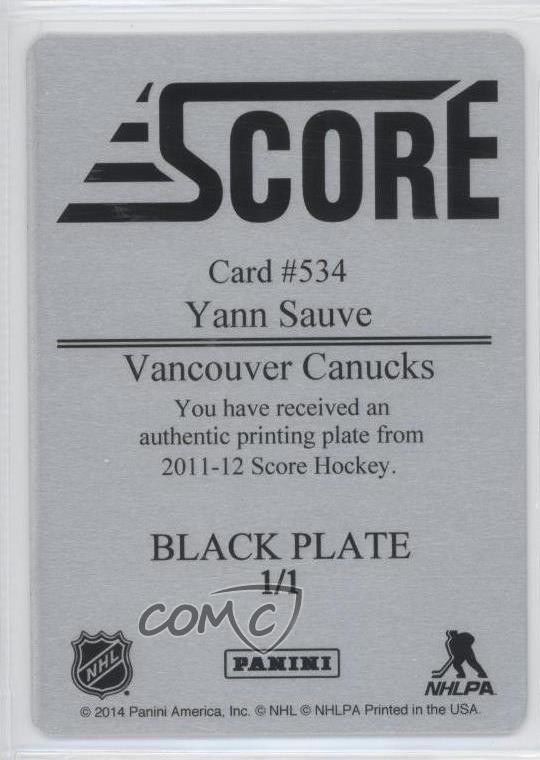 SCORE
Card #534
Yann Sauve
Vancouver Canucks
You have received an
authentic printing plate from
2011-12 Score Hockey.
BLACK PLATE
1/1
COMC
NHL
PANINI
NHLPA
© 2014 Panini America, Inc. © NHL © NHLPA Printed in the USA.